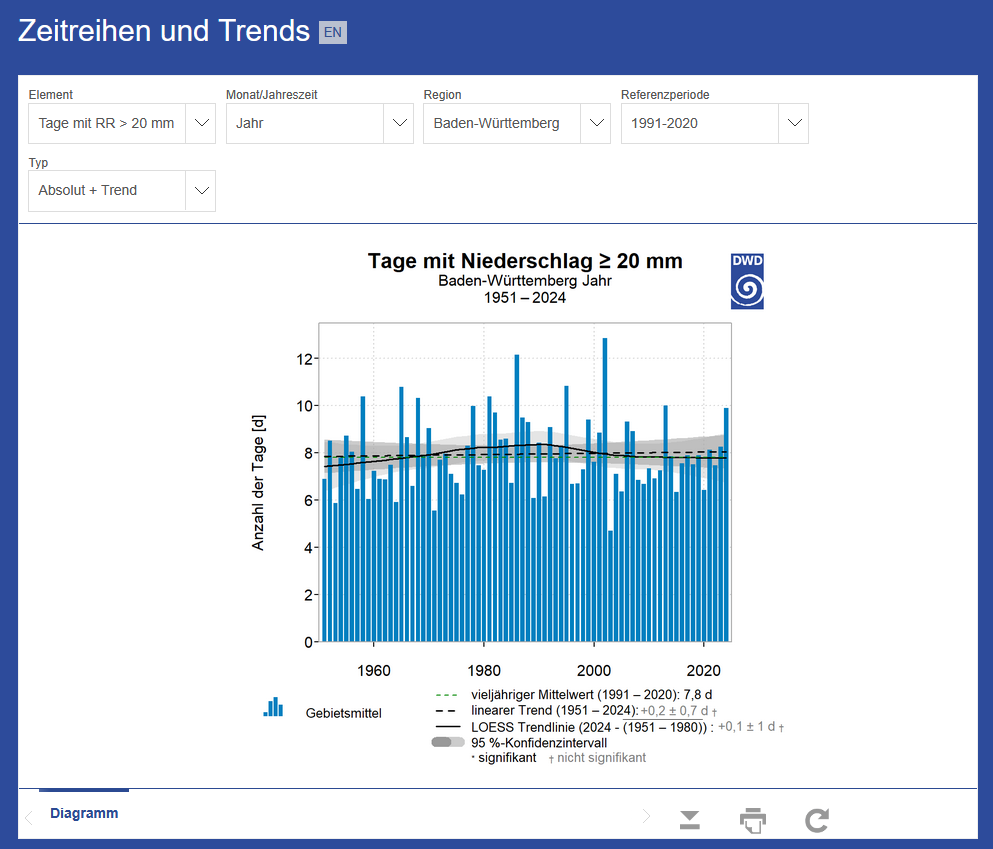 Zeitreihen und Trends EN
Element
Monat/Jahreszeit
Region
Referenzperiode
Tage mit RR > 20 mm
Jahr
Baden-Württemberg
1991-2020
Typ
Absolut + Trend
Tage mit Niederschlag ≥ 20 mm
Baden-Württemberg Jahr
1951 – 2024
DWD
Anzahl der Tage [d]
12
10
8
6
4
2
0
1960
1980
2000
2020
Gebietsmittel
vieljähriger Mittelwert (1991 – 2020): 7,8 d
linearer Trend (1951 – 2024): +0,2 ± 0,7 d †
LOESS Trendlinie (2024 - (1951 – 1980)) : +0,1 ± 1 d †
95 %-Konfidenzintervall
· signifikant † nicht signifikant
Diagramm